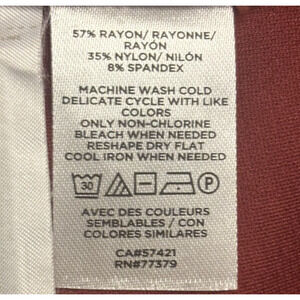 57% RAYON/ RAYONNE/
RAYÓN
35% NYLON/ NILÓN
8% SPANDEX
MACHINE WASH COLD
DELICATE CYCLE WITH LIKE
COLORS
ONLY NON-CHLORINE
BLEACH WHEN NEEDED
RESHAPE DRY FLAT
COOL IRON WHEN NEEDED
30
P
AVEC DES COULEURS
SEMBLABLES / CON
COLORES SIMILARES
CA#57421
RN#77379